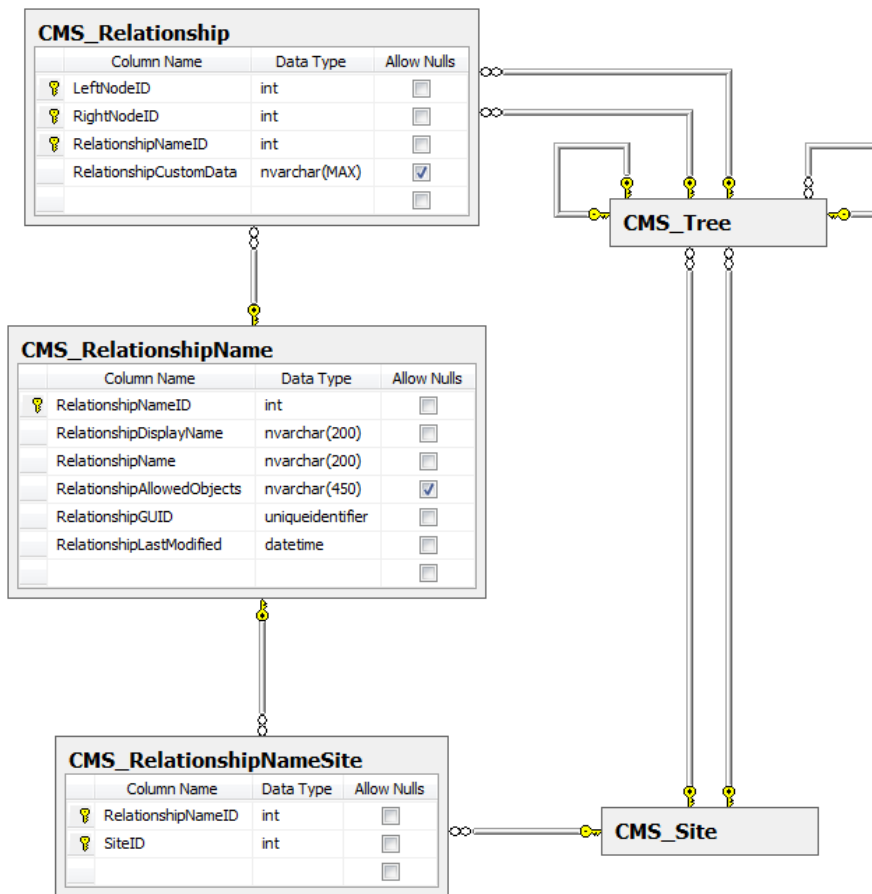 CMS_Relationship
Column Name Data Type Allow Nulls
LeftNodeID int
RightNodeID int
RelationshipNameID int
RelationshipCustomData nvarchar(MAX)
CMS_Tree
CMS_RelationshipName
Column Name Data Type Allow Nulls
RelationshipNameID int
RelationshipDisplayName nvarchar(200)
RelationshipName nvarchar(200)
RelationshipAllowedObjects nvarchar(450)
RelationshipGUID uniqueidentifier
RelationshipLastModified datetime
CMS_RelationshipNameSite
Column Name Data Type Allow Nulls
RelationshipNameID int
SiteID int
CMS_Site